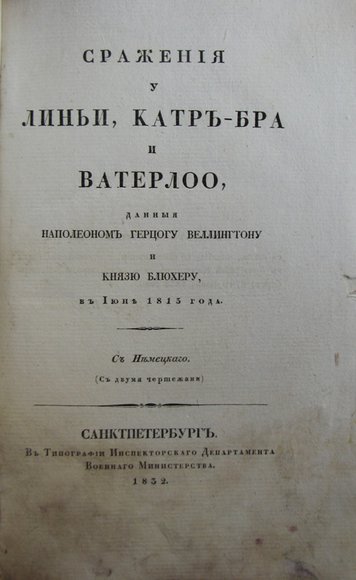 СРАЖЕНІЯ
У
ЛИНЬИ, КАТРЪ-БРА
И
ВАТЕРЛОО,
ДАННЫЯ
НАПОЛЕОНОМЪ ГЕРЦОГУ ВЕЛЛИНГТОНУ
И
КНЯЗЮ БЛЮХЕРУ,
въ Іюнѣ 1815 года.
Съ Нѣмецкаго.
(Съ двумя чертежами)
САНКТПЕТЕРБУРГЪ.
Въ Типографіи Инспекторскаго Департамента
Военнаго Министерства.
1832.